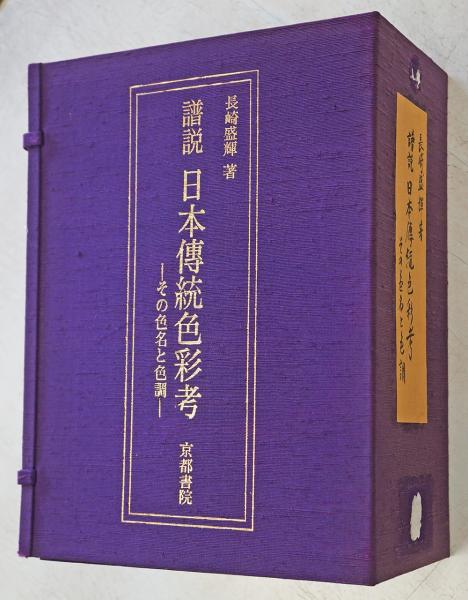 長崎盛輝 著
譜説 日本傳統色彩考
―その色名と色調―
京都書院
長崎盛輝 著
譜説 日本傳統色彩考
その色名と色調